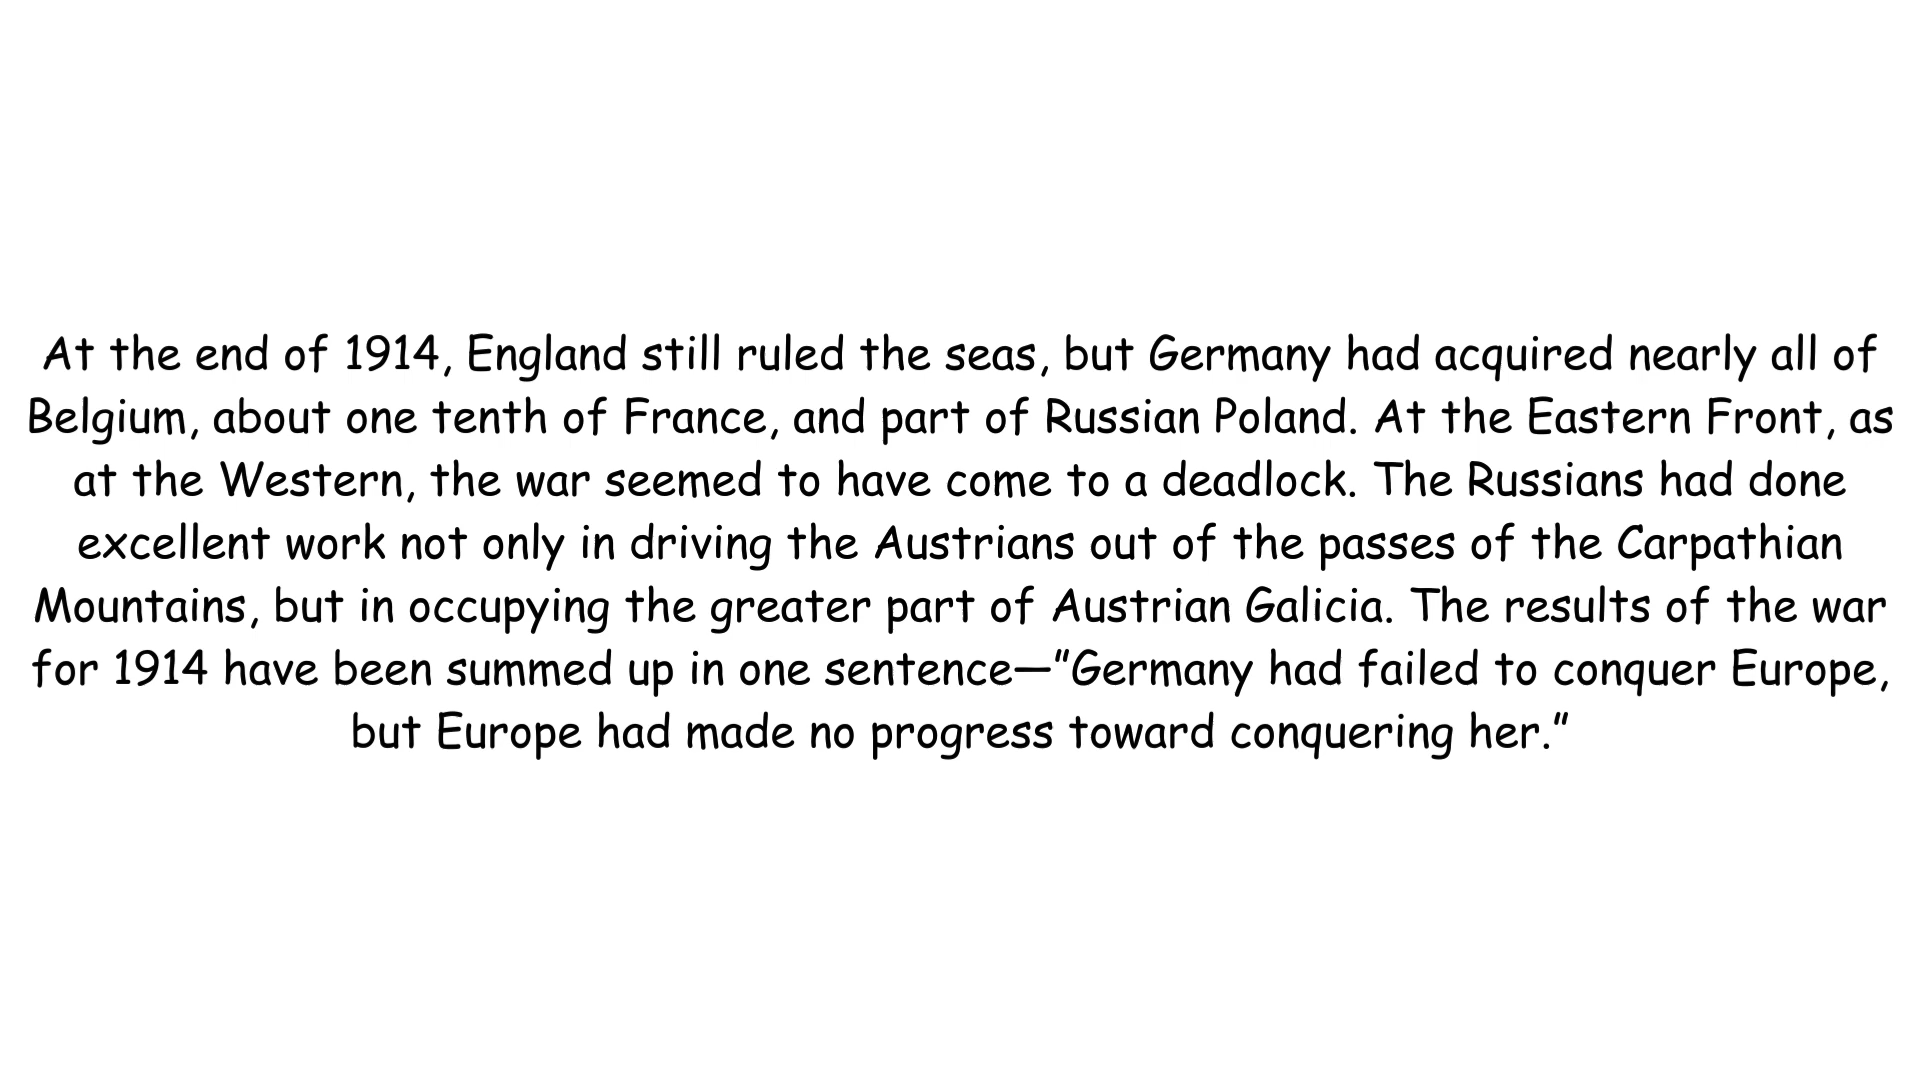 At the end of 1914, England still ruled the seas, but Germany had acquired nearly all of
Belgium, about one tenth of France, and part of Russian Poland. At the Eastern Front, as
at the Western, the war seemed to have come to a deadlock. The Russians had done
excellent work not only in driving the Austrians out of the passes of the Carpathian
Mountains, but in occupying the greater part of Austrian Galicia. The results of the war
for 1914 have been summed up in one sentence—"Germany had failed to conquer Europe,
but Europe had made no progress toward conquering her."